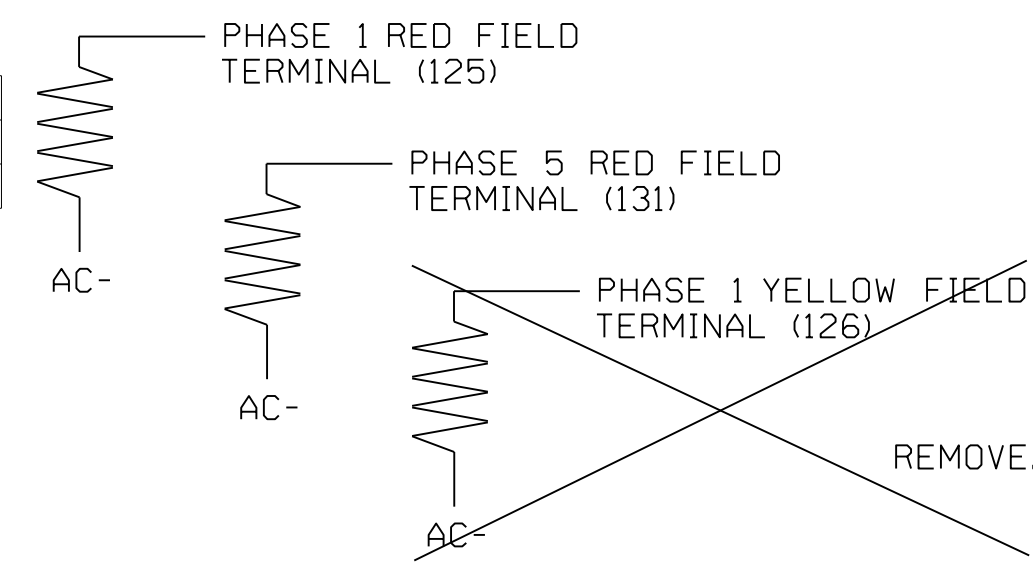 PHASE 1 RED FIELD
TERMINAL (125)
AC-
PHASE 5 RED FIELD
TERMINAL (131)
AC-
PHASE 1 YELLOW FIELD
TERMINAL (126)
AC-
REMOVE.